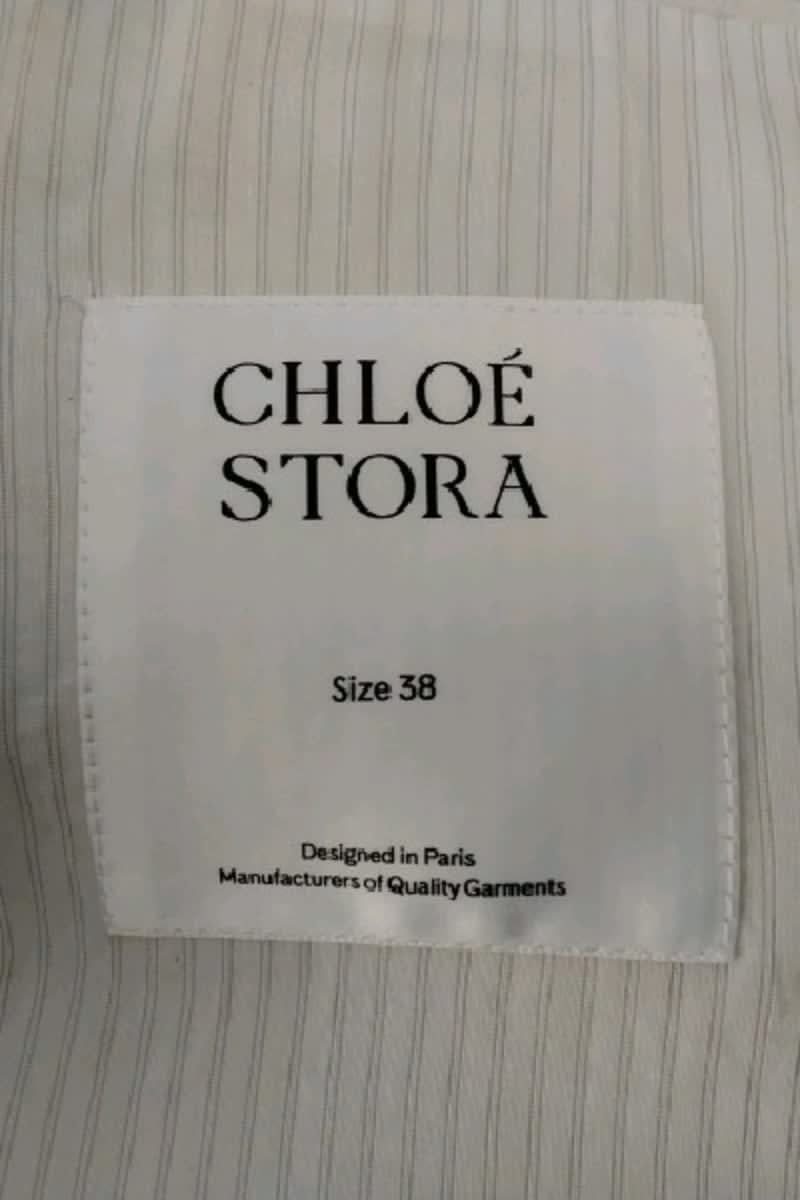 CHLOÉ
STORA
Size 38
Designed in Paris
Manufacturers of Quality Garments